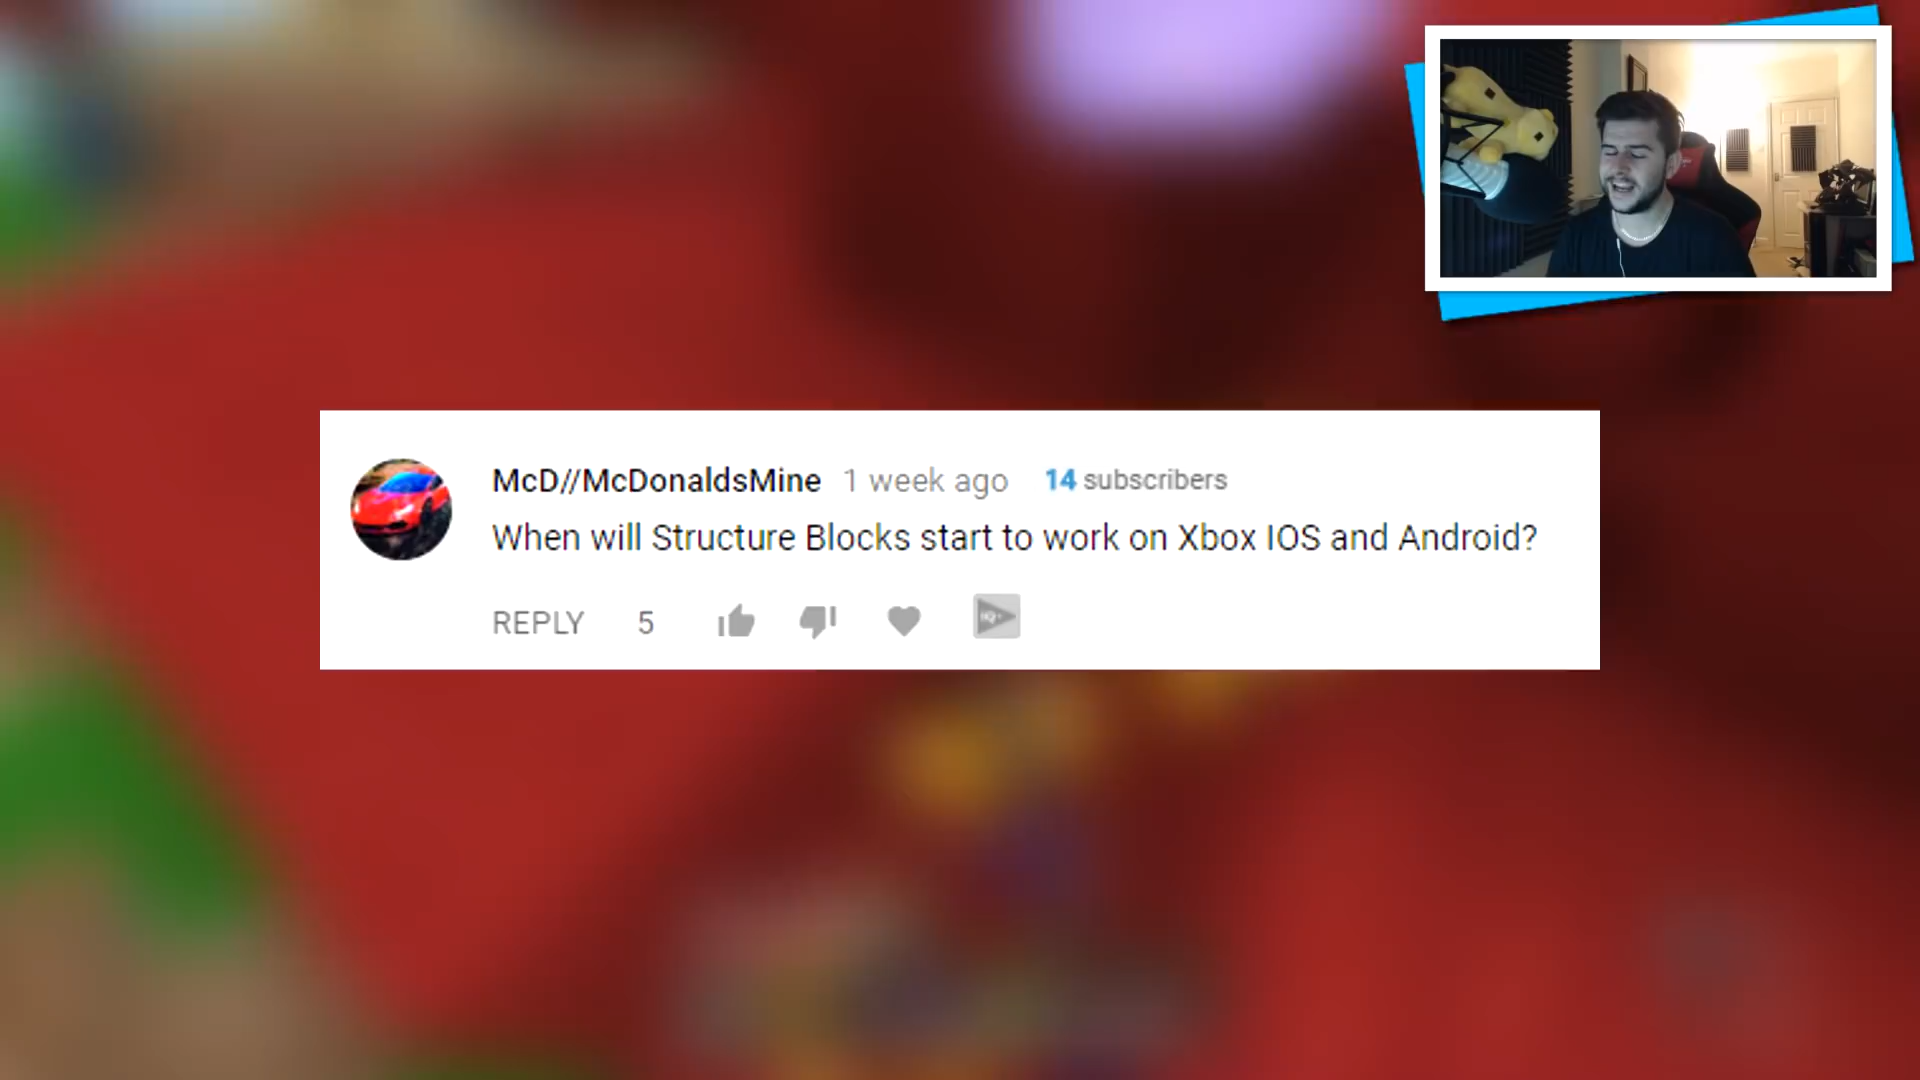 McD//McDonaldsMine 1 week ago 14 subscribers
When will Structure Blocks start to work on Xbox IOS and Android?
REPLY 5